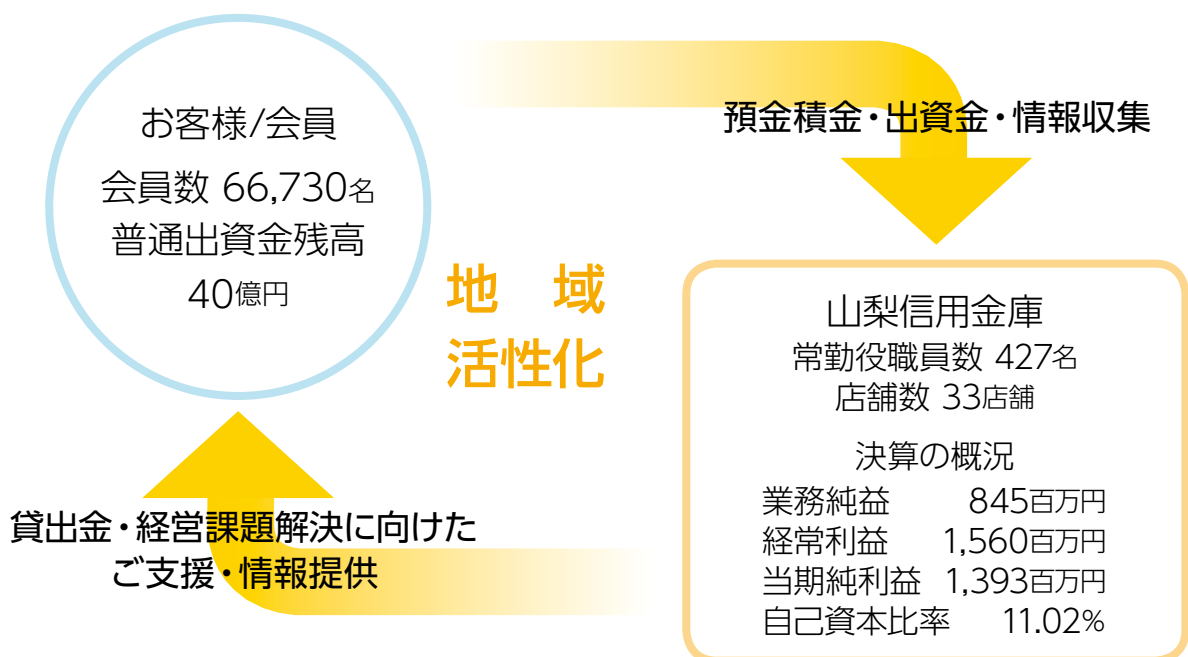 お客様/会員
会員数 66,730名
普通出資金残高
40億円
預金積金・出資金・情報収集
地 域
活性化
山梨信用金庫
常勤役職員数 427名
店舗数 33店舗
決算の概況
業務純益 845百万円
経常利益 1,560百万円
当期純利益 1,393百万円
自己資本比率 11.02%
貸出金・経営課題解決に向けた
ご支援・情報提供